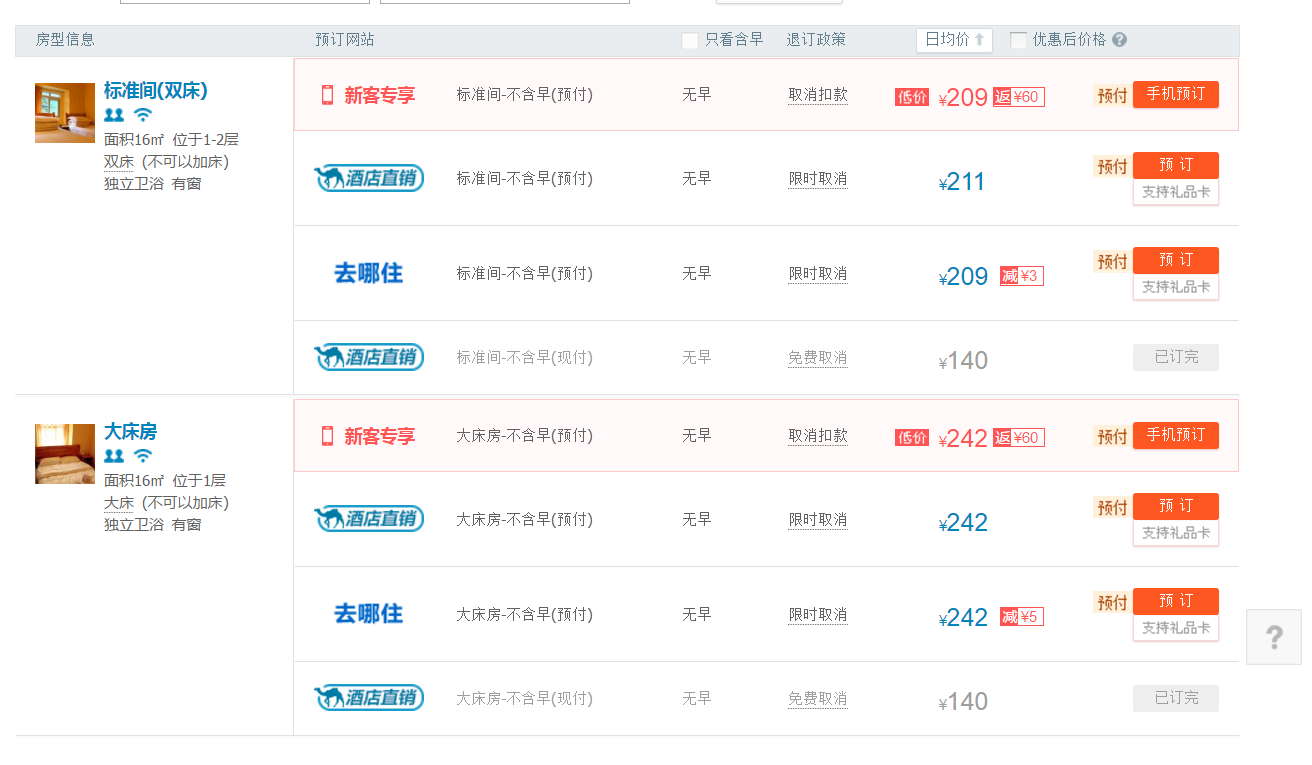 房型信息 预订网站 只看含早 退订政策 日均价 优惠后价格 ?
标准间(双床)
面积16㎡ 位于1-2层
双床 (不可以加床)
独立卫浴 有窗
新客专享 标准间-不含早(预付) 无早 取消扣款 低价 ¥209 返 ¥60 预付 手机预订
酒店直销 标准间-不含早(预付) 无早 限时取消 ¥211 预付 预 订
支持礼品卡
去哪住 标准间-不含早(预付) 无早 限时取消 ¥209 减 ¥3 预付 预 订
支持礼品卡
酒店直销 标准间-不含早(现付) 无早 免费取消 ¥140 已订完
大床房
面积16㎡ 位于1层
大床 (不可以加床)
独立卫浴 有窗
新客专享 大床房-不含早(预付) 无早 取消扣款 低价 ¥242 返 ¥60 预付 手机预订
酒店直销 大床房-不含早(预付) 无早 限时取消 ¥242 预付 预 订
支持礼品卡
去哪住 大床房-不含早(预付) 无早 限时取消 ¥242 减 ¥5 预付 预 订
支持礼品卡
?
酒店直销 大床房-不含早(现付) 无早 免费取消 ¥140 已订完